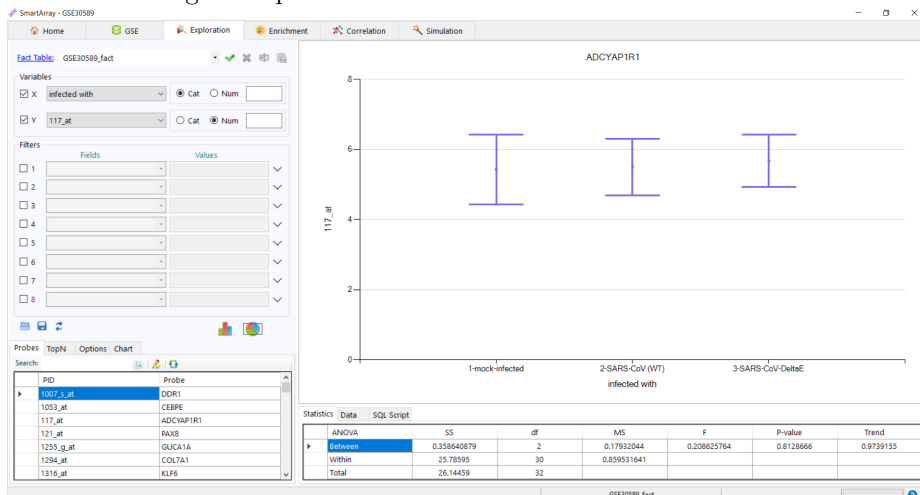 SmartArray - GSE30589
Home GSE Exploration Enrichment Correlation Simulation
Fact Table: GSE30589_fact
Variables
X infected with Cat Num
Y 117_at Cat Num
Filters
Fields Values
1
2
3
4
5
6
7
8
Probes TopN Options Chart
Search:
PID Probe
1007_s_at DDR1
1053_at CEBPE
117_at ADCYAP1R1
121_at PAX8
1255_g_at GUCA1A
1294_at COL7A1
1316_at KLF6
ADCYAP1R1
8
6
4
2
0
117_at
1-mock-infected 2-SARS-CoV (WT) 3-SARS-CoV-DeltaE
infected with
Statistics Data SQL Script
ANOVA SS df MS F P-value Trend
Between 0.358640879 2 0.17932044 0.208625764 0.8128666 0.9739155
Within 25.78595 30 0.859531641
Total 26.14459 32
GSE30589_fact